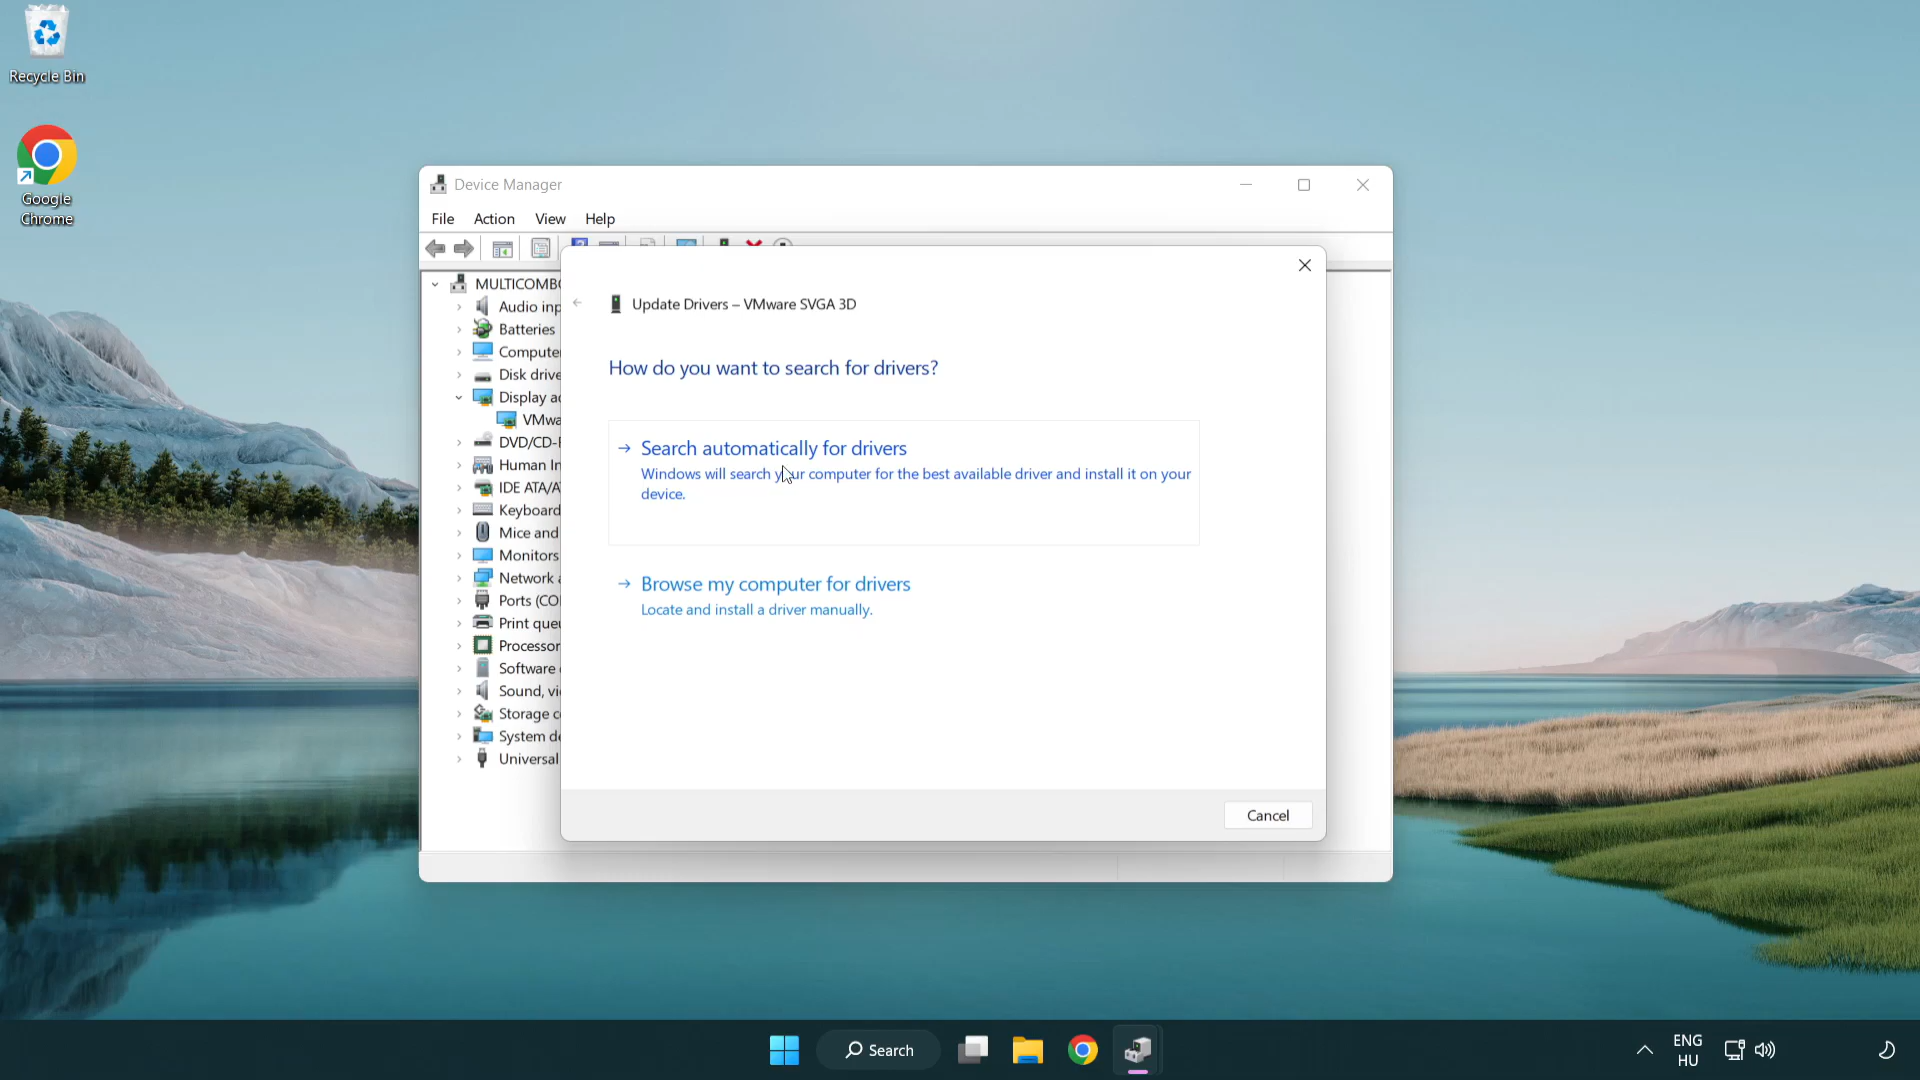 Recycle Bin
Google
Chrome
Device Manager
File Action View Help
MULTICOMB
Audio inp
Batteries
Compute
Disk drive
Display a
VMwa
DVD/CD-
Human In
IDE ATA/A
Keyboard
Mice and
Monitors
Network
Ports (CO
Print que
Processor
Software
Sound, vi
Storage c
System de
Universal
Update Drivers – VMware SVGA 3D
How do you want to search for drivers?
Search automatically for drivers
Windows will search your computer for the best available driver and install it on your
device.
Browse my computer for drivers
Locate and install a driver manually.
Cancel
Search
ENG
HU